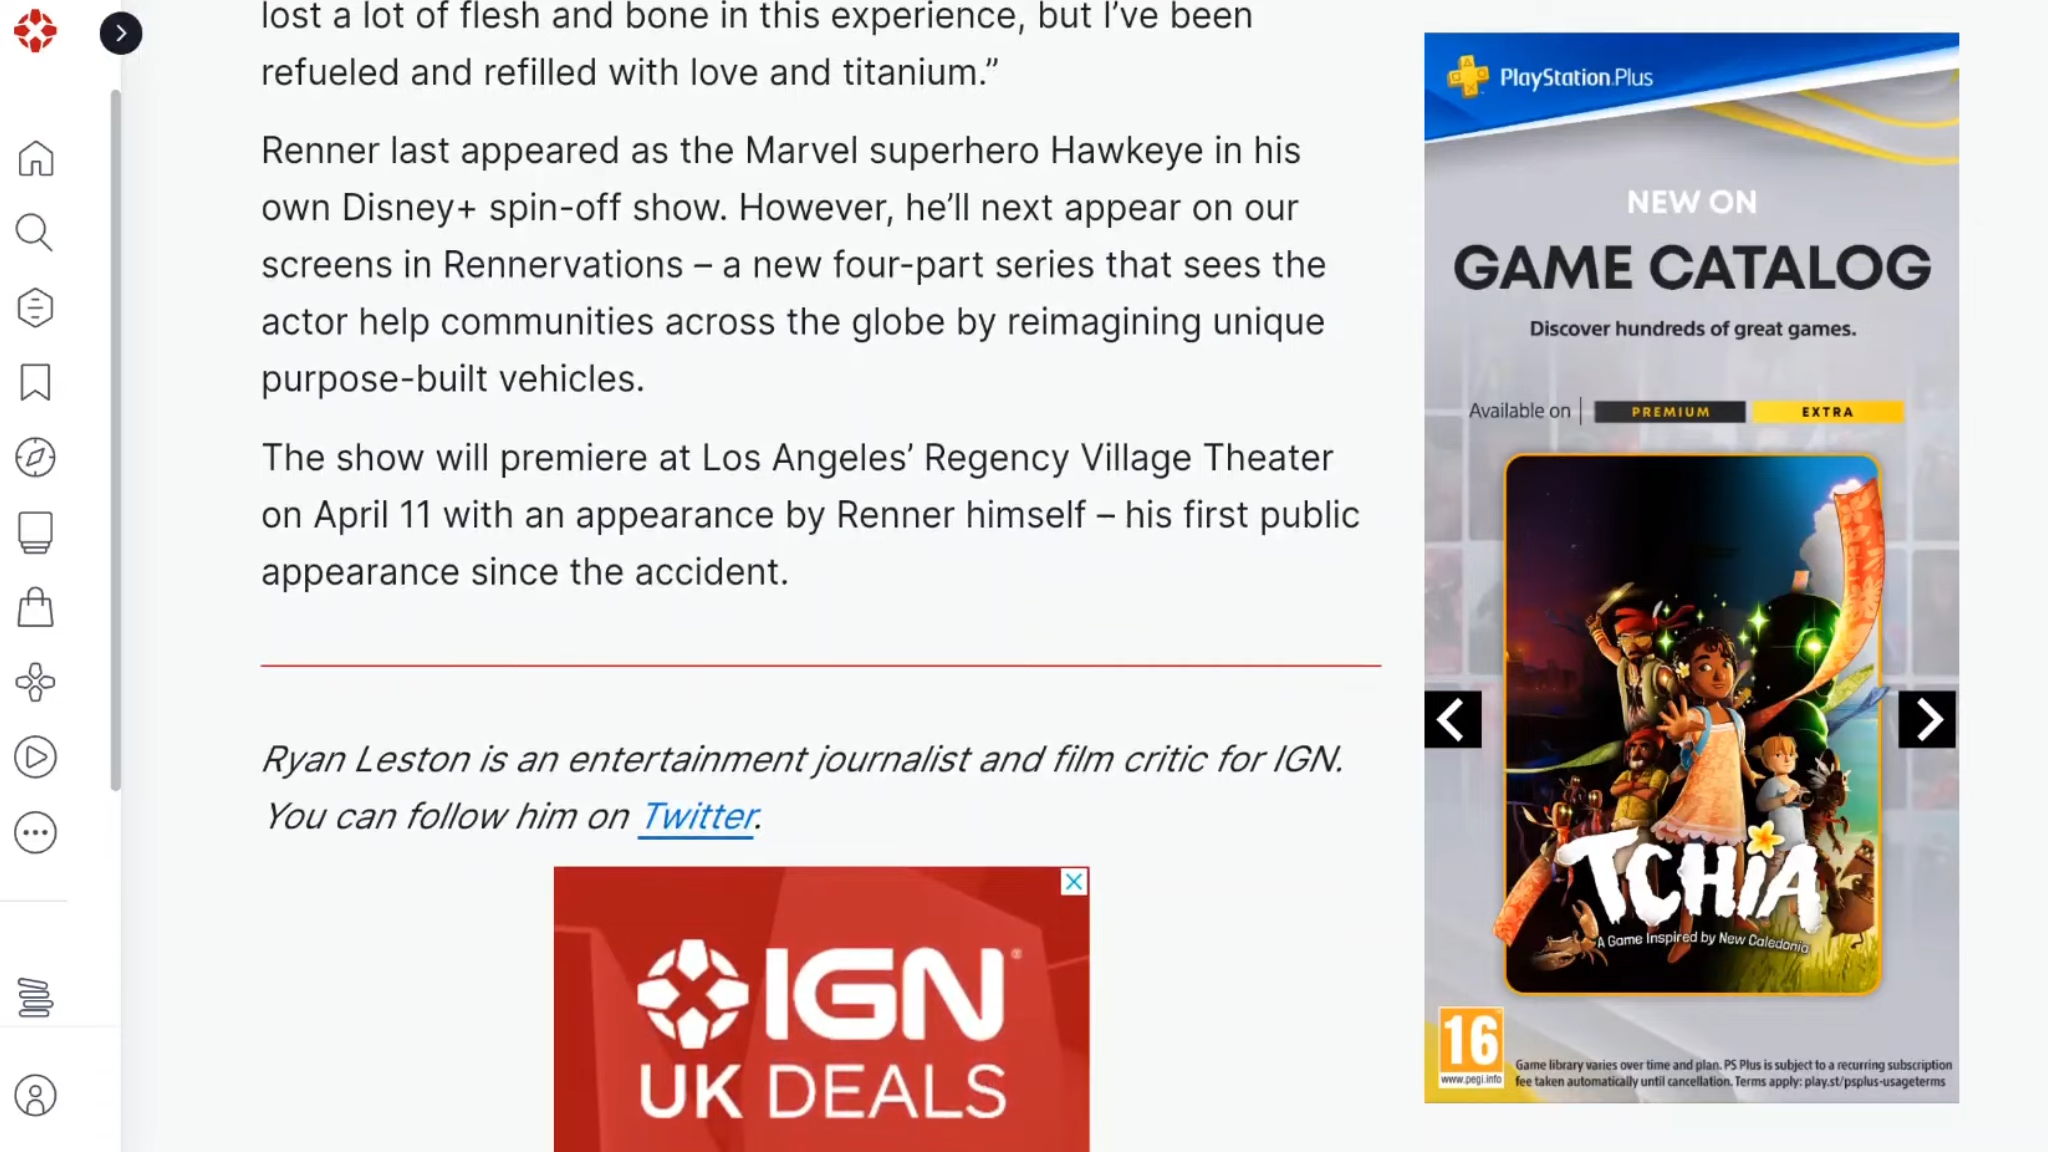 lost a lot of flesh and bone in this experience, but I’ve been
refueled and refilled with love and titanium.”
Renner last appeared as the Marvel superhero Hawkeye in his
own Disney+ spin-off show. However, he’ll next appear on our
screens in Rennervations – a new four-part series that sees the
actor help communities across the globe by reimagining unique
purpose-built vehicles.
The show will premiere at Los Angeles’ Regency Village Theater
on April 11 with an appearance by Renner himself – his first public
appearance since the accident.
Ryan Leston is an entertainment journalist and film critic for IGN.
You can follow him on Twitter.
IGN
UK DEALS
PlayStation Plus
NEW ON
GAME CATALOG
Discover hundreds of great games.
Available on | PREMIUM EXTRA
TCHIA
A Game Inspired by New Caledonia
16
www.pegi.info
Game library varies over time and plan. PS Plus is subject to a recurring subscription
fee taken automatically until cancellation. Terms apply: play.st/psplus-usageterms